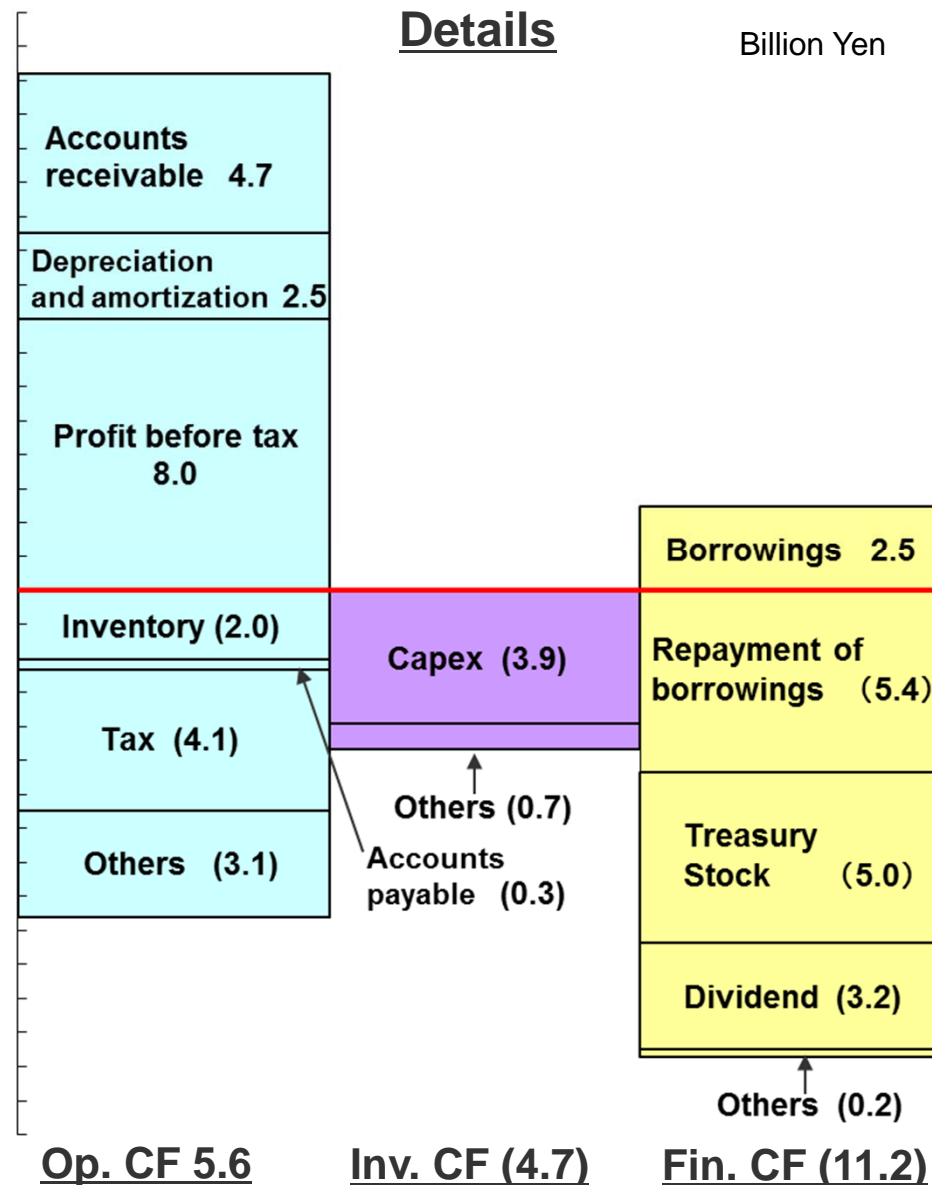 Details
Billion Yen
Accounts
receivable 4.7
Depreciation
and amortization 2.5
Profit before tax
8.0
Inventory (2.0)
Tax (4.1)
Others (3.1)
Accounts
payable (0.3)
Capex (3.9)
Others (0.7)
Borrowings 2.5
Repayment of
borrowings （5.4）
Treasury
Stock （5.0）
Dividend (3.2)
Others (0.2)
Op. CF 5.6
Inv. CF (4.7)
Fin. CF (11.2)